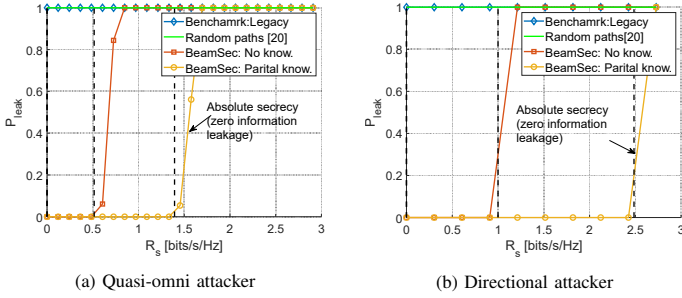 1
0.8
0.6
0.4
0.2
0
P_leak
0 0.5 1 1.5 2 2.5 3
R_s [bits/s/Hz]
Benchamrk:Legacy
Random paths[20]
BeamSec: No know.
BeamSec: Parital know.
Absolute secrecy
(zero information
leakage)
(a) Quasi-omni attacker
1
0.8
0.6
0.4
0.2
0
P_leak
0 0.5 1 1.5 2 2.5 3
R_s [bits/s/Hz]
Benchamrk:Legacy
Random paths[20]
BeamSec: No know.
BeamSec: Parital know.
Absolute secrecy
(zero information
leakage)
(b) Directional attacker